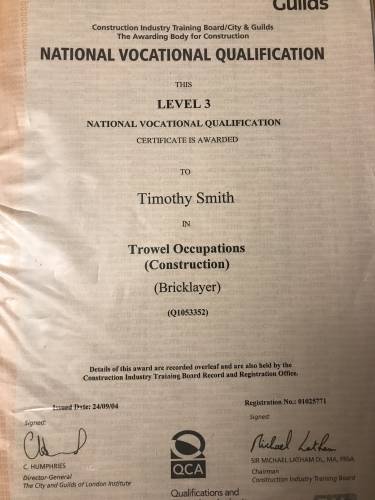 Guilds
Construction Industry Training Board/City & Guilds
The Awarding Body for Construction
NATIONAL VOCATIONAL QUALIFICATION
THIS
LEVEL 3
NATIONAL VOCATIONAL QUALIFICATION
CERTIFICATE IS AWARDED
TO
Timothy Smith
IN
Trowel Occupations
(Construction)
(Bricklayer)
(Q1053352)
Details of this award are recorded overleaf and are also held by the
Construction Industry Training Board Record and Registration Office.
Issued Date: 24/09/04
Registration No.: 01025771
Signed:
Signed:
Michael Latham
C. HUMPHRIES
Director-General
The City and Guilds of London Institute
QCA
SIR MICHAEL LATHAM DL, MA,
Chairman
Construction Industry Training Board
Qualifications and